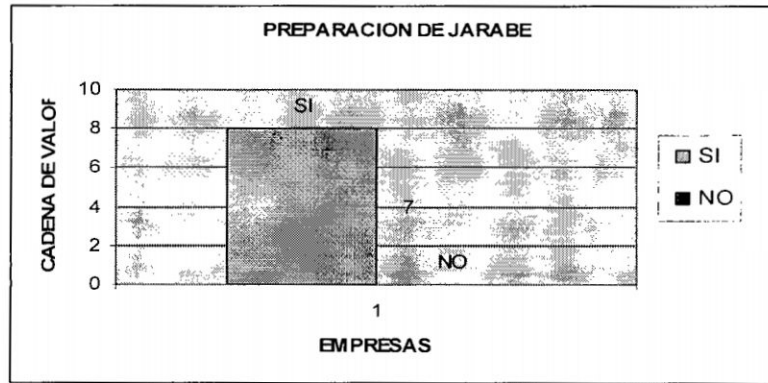 PREPARACION DE JARABE
CADENA DE VALOR
10
8
6
4
2
0
SI
7
NO
1
EMPRESAS
SI
NO